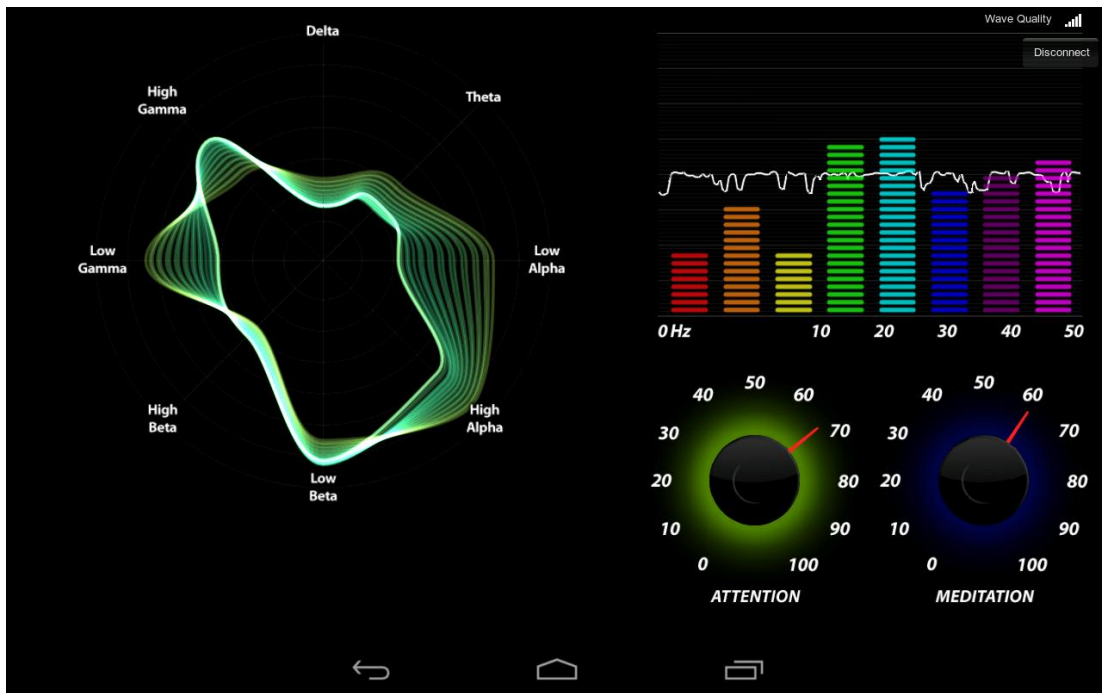 Wave Quality
Disconnect
Delta
Theta
Low
Alpha
High
Alpha
Low
Beta
High
Beta
Low
Gamma
High
Gamma
0 Hz 10 20 30 40 50
0 10 20 30 40 50 60 70 80 90 100
ATTENTION
0 10 20 30 40 50 60 70 80 90 100
MEDITATION